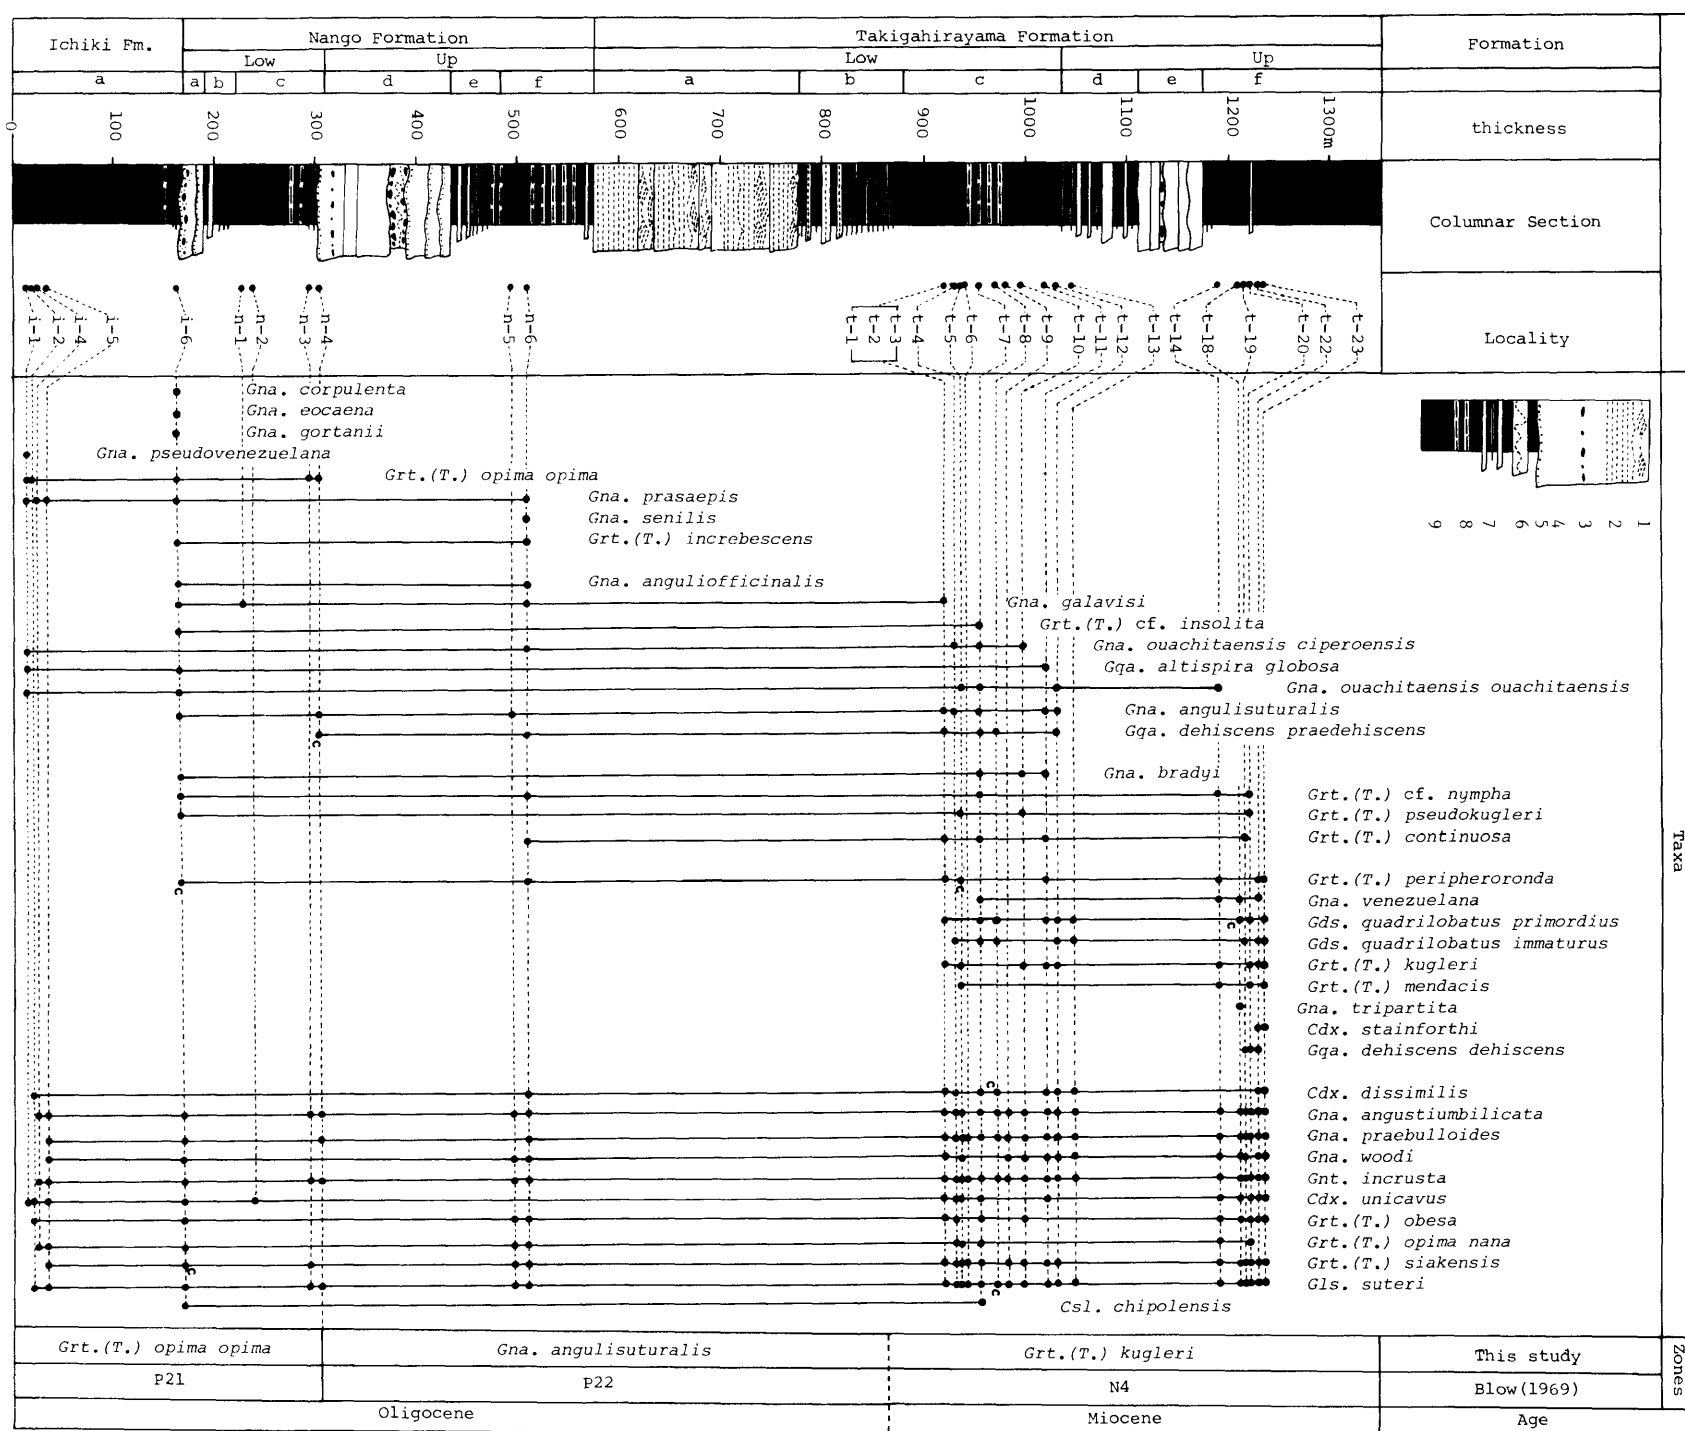 Ichiki Fm.
Nango Formation
Takigahirayama Formation
Formation
Low
Up
Low
Up
a
a
b
c
d
e
f
a
b
c
d
e
f
0
100
200
300
400
500
600
700
800
900
1000
1100
1200
1300m
thickness
Columnar Section
Locality
i-1
i-2
i-4
i-5
i-6
n-1
n-2
n-3
n-4
n-5
n-6
t-1
t-2
t-3
t-4
t-5
t-6
t-7
t-8
t-9
t-10
t-11
t-12
t-13
t-14
t-18
t-19
t-20
t-22
t-23
Gna. corpulenta
Gna. eocaena
Gna. gortanii
Gna. pseudovenezuelana
Grt.(T.) opima opima
Gna. prasaepis
Gna. senilis
Grt.(T.) increbescens
Gna. anguliofficinalis
Gna. galavisi
Grt.(T.) cf. insolita
Gna. ouachitaensis ciperoensis
Gqa. altispira globosa
Gna. ouachitaensis ouachitaensis
Gna. angulisuturalis
c
Gqa. dehiscens praedehiscens
Gna. bradyi
Grt.(T.) cf. nympha
Grt.(T.) pseudokugleri
Grt.(T.) continuosa
c
c
Grt.(T.) peripheroronda
Gna. venezuelana
c
Gds. quadrilobatus primordius
Gds. quadrilobatus immaturus
Grt.(T.) kugleri
Grt.(T.) mendacis
Gna. tripartita
Cdx. stainforthi
Gqa. dehiscens dehiscens
c
Cdx. dissimilis
Gna. angustiumbilicata
Gna. praebulloides
Gna. woodi
Gnt. incrusta
Cdx. unicavus
Grt.(T.) obesa
Grt.(T.) opima nana
c
Grt.(T.) siakensis
c
Gls. suteri
Csl. chipolensis
9
8
7
6
5
4
3
2
1
Taxa
Grt.(T.) opima opima
Gna. angulisuturalis
Grt.(T.) kugleri
This study
P21
P22
N4
Blow(1969)
Oligocene
Miocene
Age
Zones